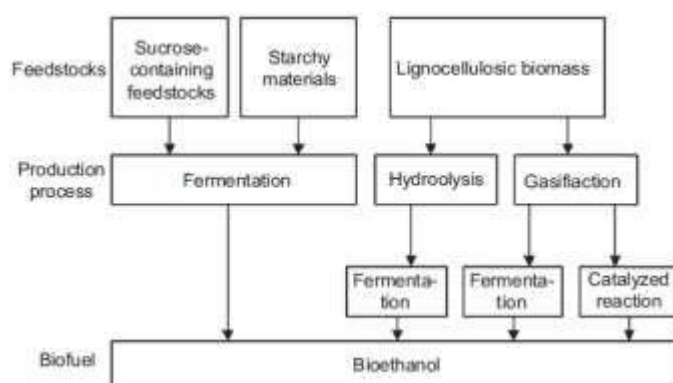 Feedstocks
Sucrose-
containing
feedstocks
Starchy
materials
Lignocellulosic biomass
Production
process
Fermentation
Hydroolysis
Gasifiaction
Fermenta-
tion
Fermenta-
tion
Catalyzed
reaction
Biofuel
Bioethanol